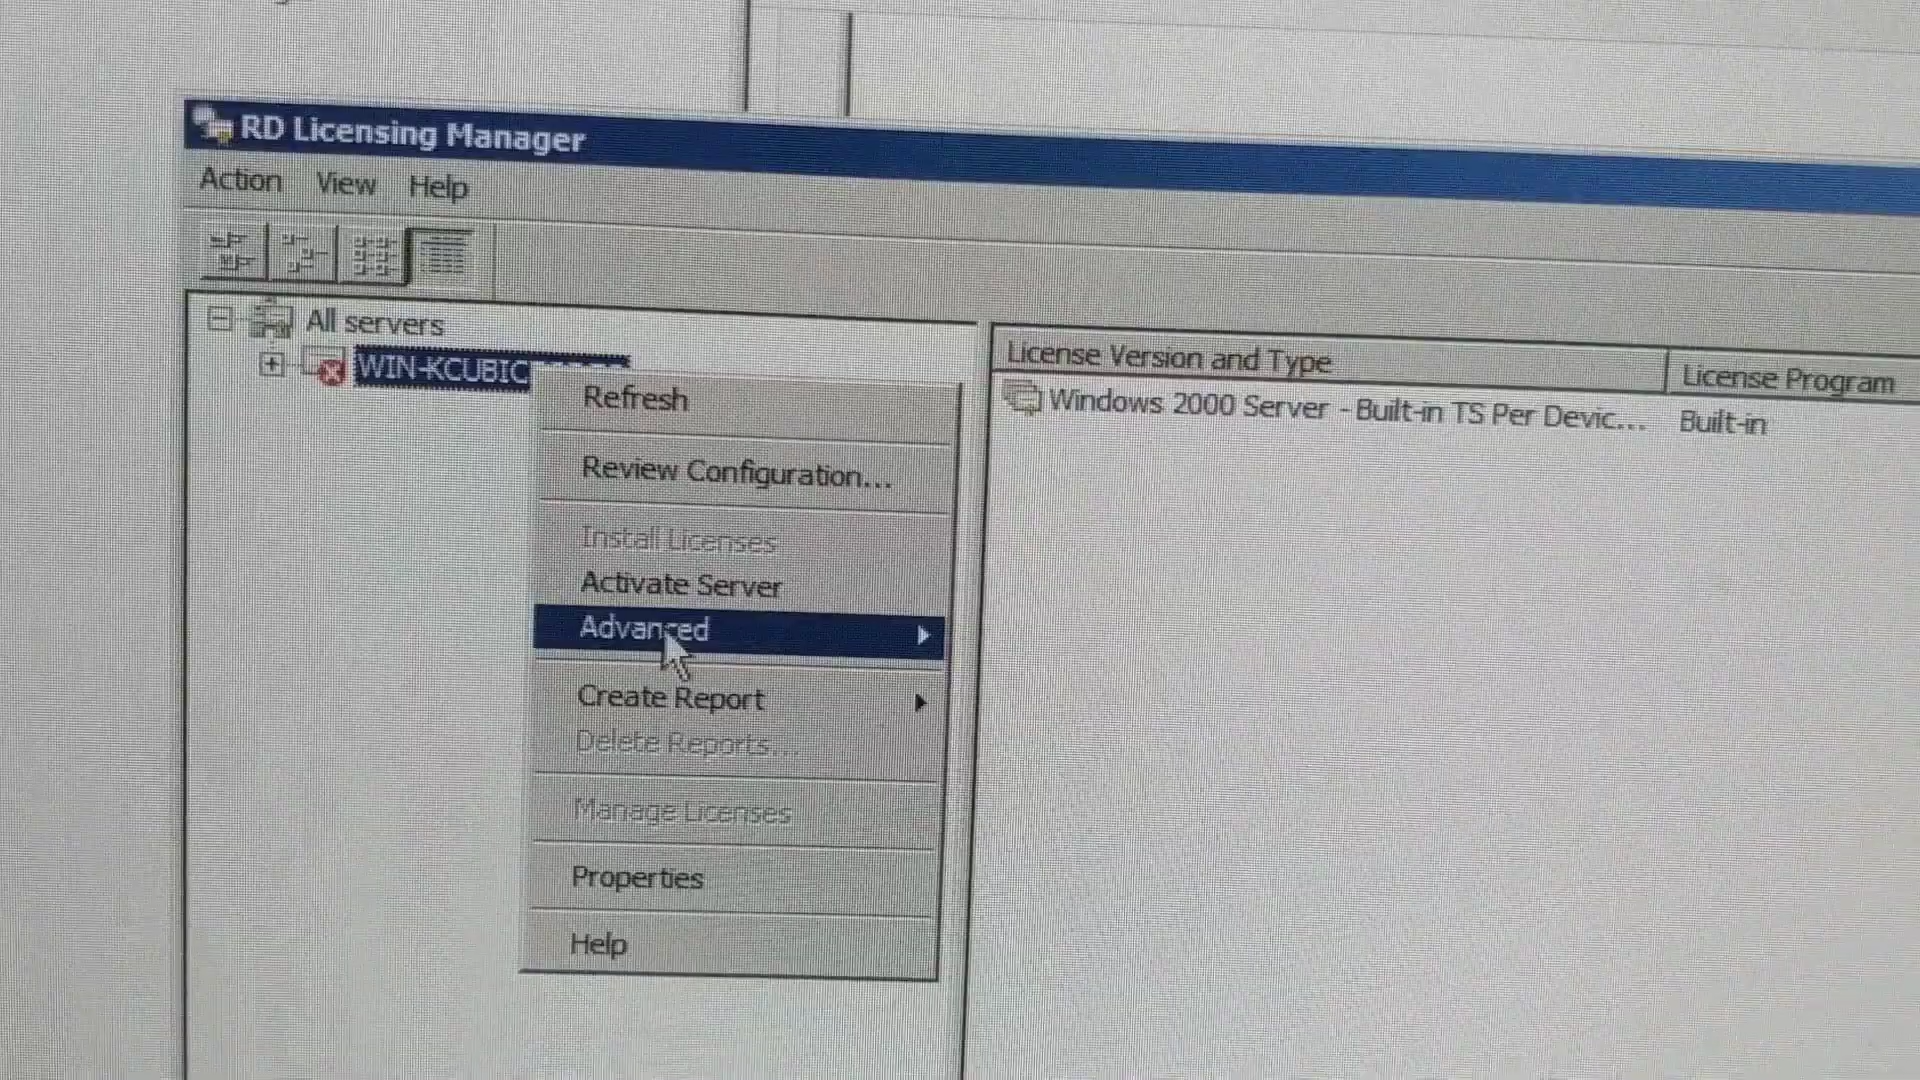 RD Licensing Manager
Action View Help
All servers
WIN-KCUBIC
License Version and Type License Program
Windows 2000 Server - Built-in TS Per Devic... Built-in
Refresh
Review Configuration...
Install Licenses
Activate Server
Advanced
Create Report
Delete Reports...
Manage Licenses
Properties
Help